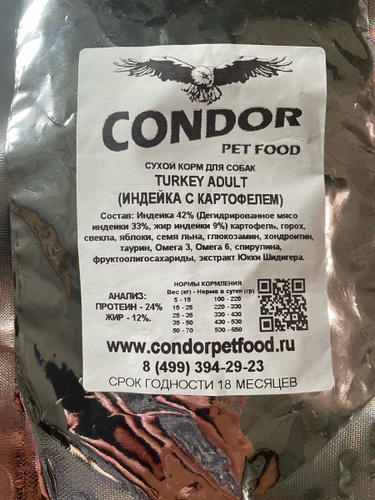 CONDOR
PET FOOD
СУХОЙ КОРМ ДЛЯ СОБАК
TURKEY ADULT
(ИНДЕЙКА С КАРТОФЕЛЕМ)
Состав: Индейка 42% (Дегидрированное мясо
индейки 33%, жир индейки 9%) картофель, горох,
свекла, яблоки, семя льна, глюкозамин, хондроитин,
таурин, Омега 3, Омега 6, спирулина,
фруктоолигосахариды, экстракт Юкки Шидигера.
АНАЛИЗ:
ПРОТЕИН - 24%
ЖИР - 12%.
НОРМЫ КОРМЛЕНИЯ
Вес (кг) - Норма в сутки (гр)
5 - 15 100 - 220
15 - 25 220 - 330
25 - 35 330 - 430
35 - 50 430 - 530
50 - 70 530 - 650
www.condorpetfood.ru
8 (499) 394-29-23
СРОК ГОДНОСТИ 18 МЕСЯЦЕВ